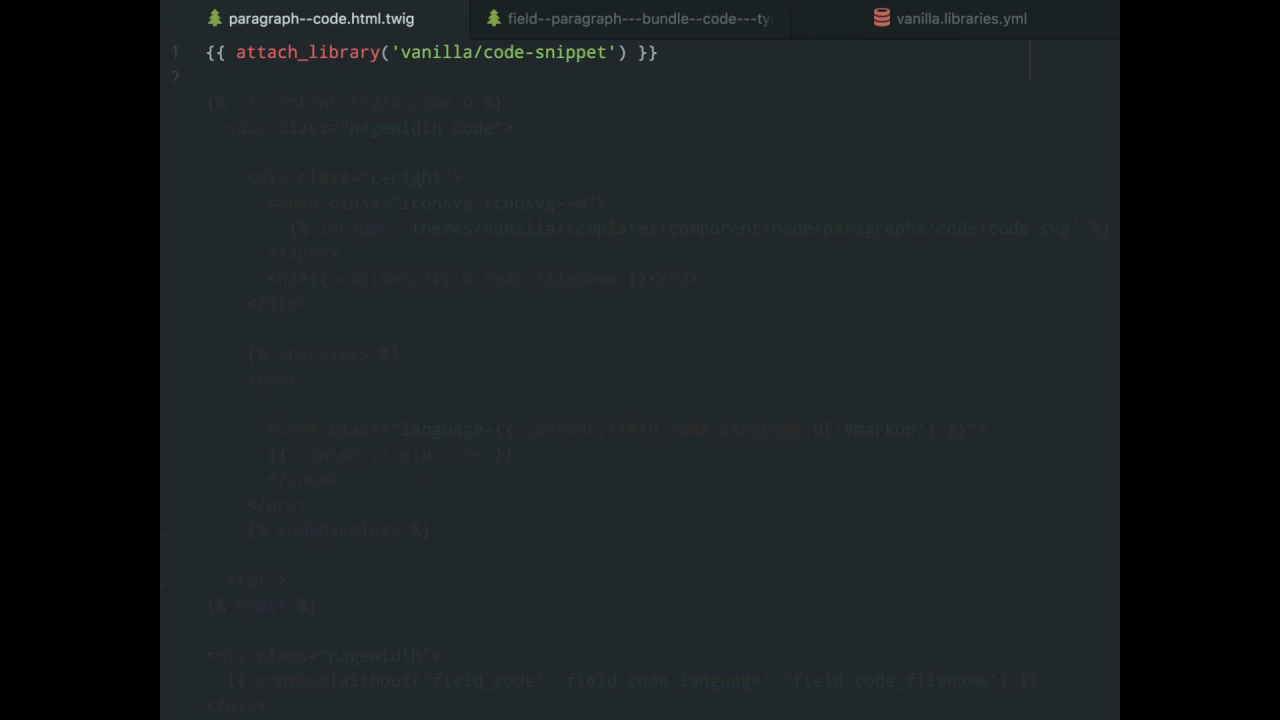 paragraph--code.html.twig
field--paragraph---bundle--code---ty
vanilla.libraries.yml
1 {{ attach_library('vanilla/code-snippet') }}
2
{% if content.field_code.0 %}
<div class="pagewidth code">
<div class="L-right">
<span class="iconsvg iconsvg--m">
{% include 'themes/vanilla/templates/component/node/paragraphs/code/code.svg' %}
</span>
<h3>{{ content.field_code_filename }}</h3>
</div>
{% spaceless %}
<pre>
<code class="language-{{ content.field_code_language.0['#markup'] }}">
{{ content.field_code }}
</code>
</pre>
{% endspaceless %}
</div>
{% endif %}
<div class="pagewidth">
{{ content|without('field_code','field_code_language','field_code_filename') }}
</div>